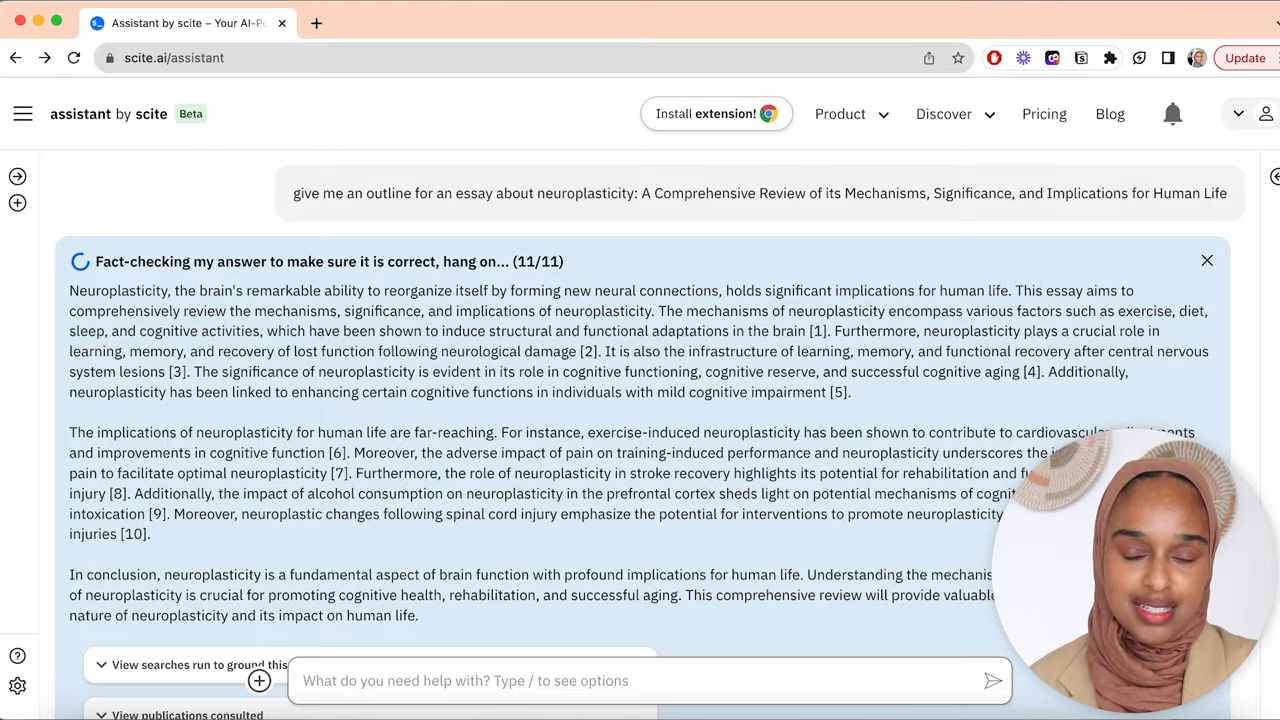 Assistant by scite – Your AI-Po
scite.ai/assistant
Update
assistant by scite Beta
Install extension!
Product
Discover
Pricing
Blog
give me an outline for an essay about neuroplasticity: A Comprehensive Review of its Mechanisms, Significance, and Implications for Human Life
Fact-checking my answer to make sure it is correct, hang on... (11/11)
Neuroplasticity, the brain's remarkable ability to reorganize itself by forming new neural connections, holds significant implications for human life. This essay aims to
comprehensively review the mechanisms, significance, and implications of neuroplasticity. The mechanisms of neuroplasticity encompass various factors such as exercise, diet,
sleep, and cognitive activities, which have been shown to induce structural and functional adaptations in the brain [1]. Furthermore, neuroplasticity plays a crucial role in
learning, memory, and recovery of lost function following neurological damage [2]. It is also the infrastructure of learning, memory, and functional recovery after central nervous
system lesions [3]. The significance of neuroplasticity is evident in its role in cognitive functioning, cognitive reserve, and successful cognitive aging [4]. Additionally,
neuroplasticity has been linked to enhancing certain cognitive functions in individuals with mild cognitive impairment [5].
The implications of neuroplasticity for human life are far-reaching. For instance, exercise-induced neuroplasticity has been shown to contribute to
and improvements in cognitive function [6]. Moreover, the adverse impact of pain on training-induced performance and neuroplasticity underscores the
pain to facilitate optimal neuroplasticity [7]. Furthermore, the role of neuroplasticity in stroke recovery highlights its potential for rehabilitation and
injury [8]. Additionally, the impact of alcohol consumption on neuroplasticity in the prefrontal cortex sheds light on potential mechanisms of
intoxication [9]. Moreover, neuroplastic changes following spinal cord injury emphasize the potential for interventions to promote neuroplasticity
injuries [10].
In conclusion, neuroplasticity is a fundamental aspect of brain function with profound implications for human life. Understanding the
of neuroplasticity is crucial for promoting cognitive health, rehabilitation, and successful aging. This comprehensive review will provide valuable
nature of neuroplasticity and its impact on human life.
View searches run to ground this
What do you need help with? Type / to see options
View publications consulted